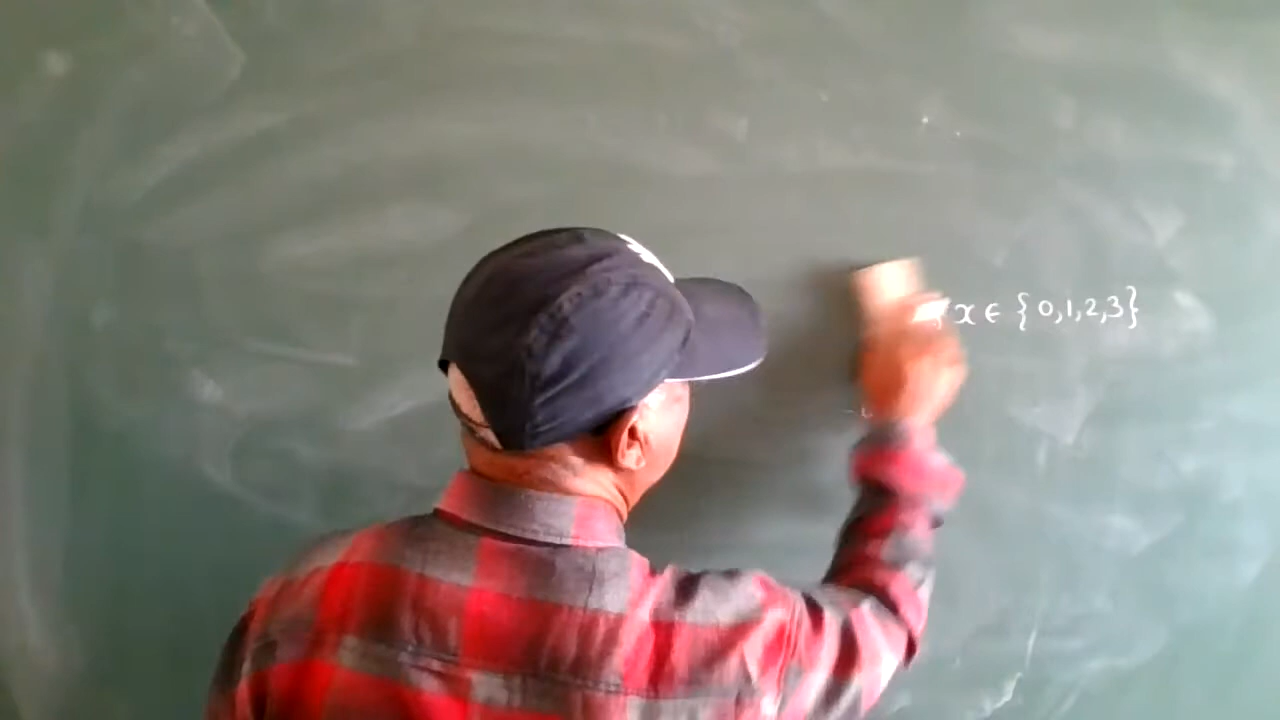 x ∈ {0,1,2,3}